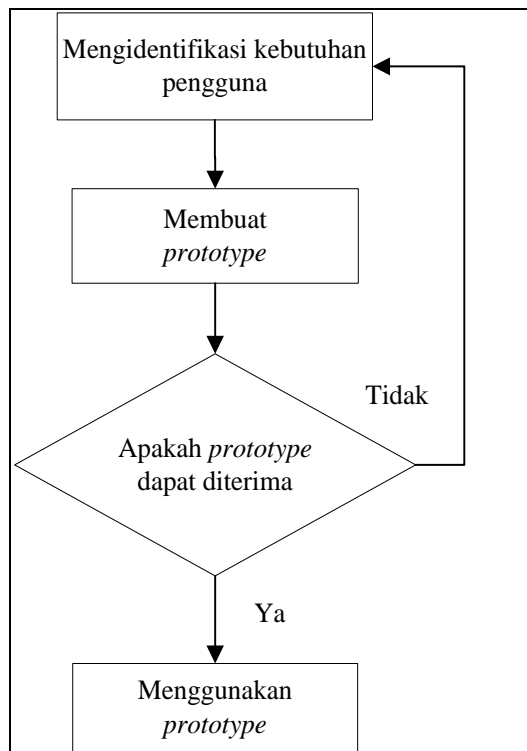 Mengidentifikasi kebutuhan
pengguna
Membuat
prototype
Tidak
Apakah prototype
dapat diterima
Ya
Menggunakan
prototype